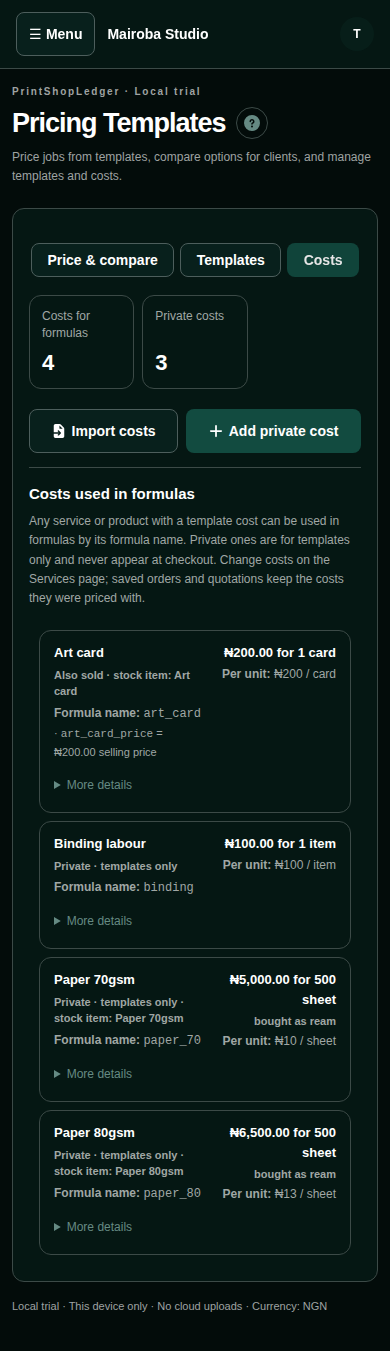 ☰ Menu
Mairoba Studio
T
PrintShopLedger · Local trial
Pricing Templates
?
Price jobs from templates, compare options for clients, and manage
templates and costs.
Price & compare
Templates
Costs
Costs for
formulas
4
Private costs
3
Import costs
+ Add private cost
Costs used in formulas
Any service or product with a template cost can be used in
formulas by its formula name. Private ones are for templates
only and never appear at checkout. Change costs on the
Services page; saved orders and quotations keep the costs
they were priced with.
Art card
Also sold · stock item: Art
card
Formula name: art_card
· art_card_price =
₦200.00 selling price
₦200.00 for 1 card
Per unit: ₦200 / card
More details
Binding labour
Private · templates only
Formula name: binding
₦100.00 for 1 item
Per unit: ₦100 / item
More details
Paper 70gsm
Private · templates only ·
stock item: Paper 70gsm
Formula name: paper_70
₦5,000.00 for 500
sheet
bought as ream
Per unit: ₦10 / sheet
More details
Paper 80gsm
Private · templates only ·
stock item: Paper 80gsm
Formula name: paper_80
₦6,500.00 for 500
sheet
bought as ream
Per unit: ₦13 / sheet
More details
Local trial · This device only · No cloud uploads · Currency: NGN